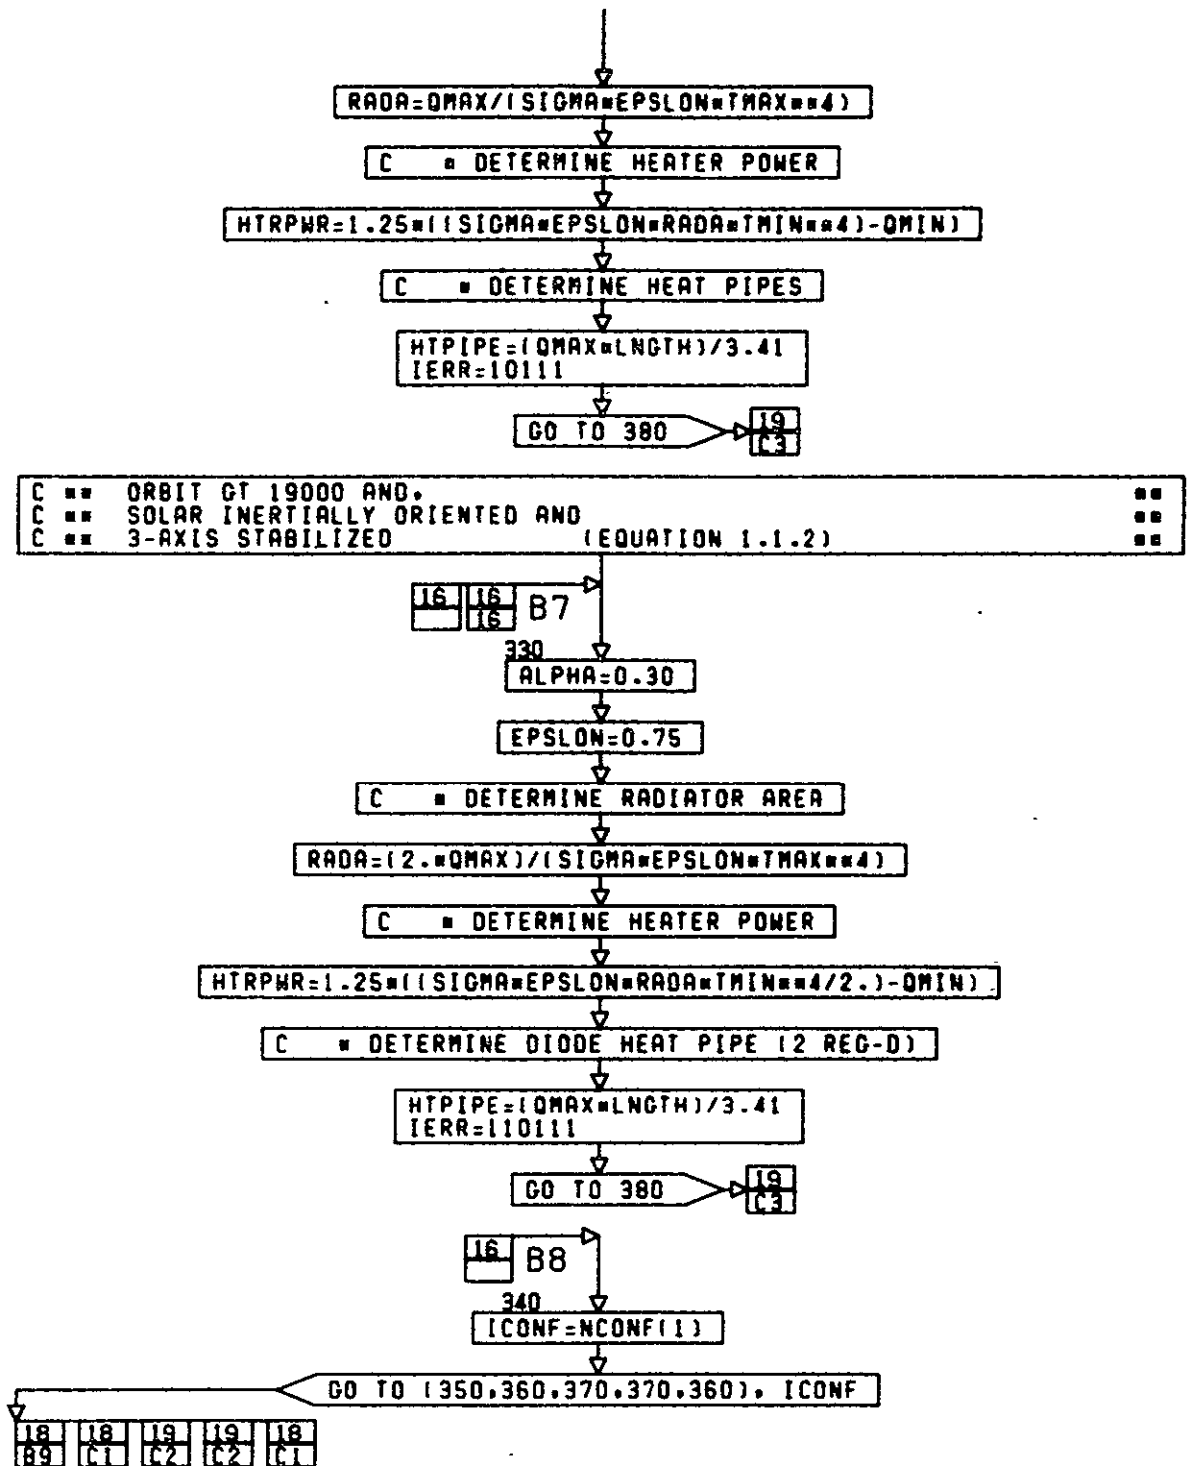 RADA=QMAX/(SIGMA*EPSLON*TMAX**4)
C * DETERMINE HEATER POWER
HTRPWR=1.25*((SIGMA*EPSLON*RADA*TMIN**4)-QMIN)
C * DETERMINE HEAT PIPES
HTPIPE=(QMAX*LNGTH)/3.41
IERR=10111
GO TO 380
19
C3
C ** ORBIT GT 19000 AND, **
C ** SOLAR INERTIALLY ORIENTED AND **
C ** 3-AXIS STABILIZED (EQUATION 1.1.2) **
16 16 B7
16
330
ALPHA=0.30
EPSLON=0.75
C * DETERMINE RADIATOR AREA
RADA=(2.*QMAX)/(SIGMA*EPSLON*TMAX**4)
C * DETERMINE HEATER POWER
HTRPWR=1.25*((SIGMA*EPSLON*RADA*TMIN**4/2.)-QMIN)
C * DETERMINE DIODE HEAT PIPE (2 REG-D)
HTPIPE=(QMAX*LNGTH)/3.41
IERR=110111
GO TO 380
19
C3
16 B8
340
ICONF=NCONF(1)
GO TO (350,360,370,370,360), ICONF
18 18 19 19 18
B9 C1 C2 C2 C1